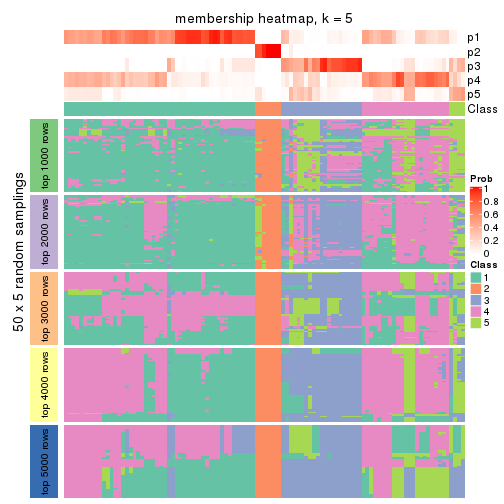 membership heatmap, k = 5
p1
p2
p3
p4
p5
Class
50 x 5 random samplings
top 1000 rows
top 2000 rows
top 3000 rows
top 4000 rows
top 5000 rows
Prob
1
0.8
0.6
0.4
0.2
0
Class
1
2
3
4
5